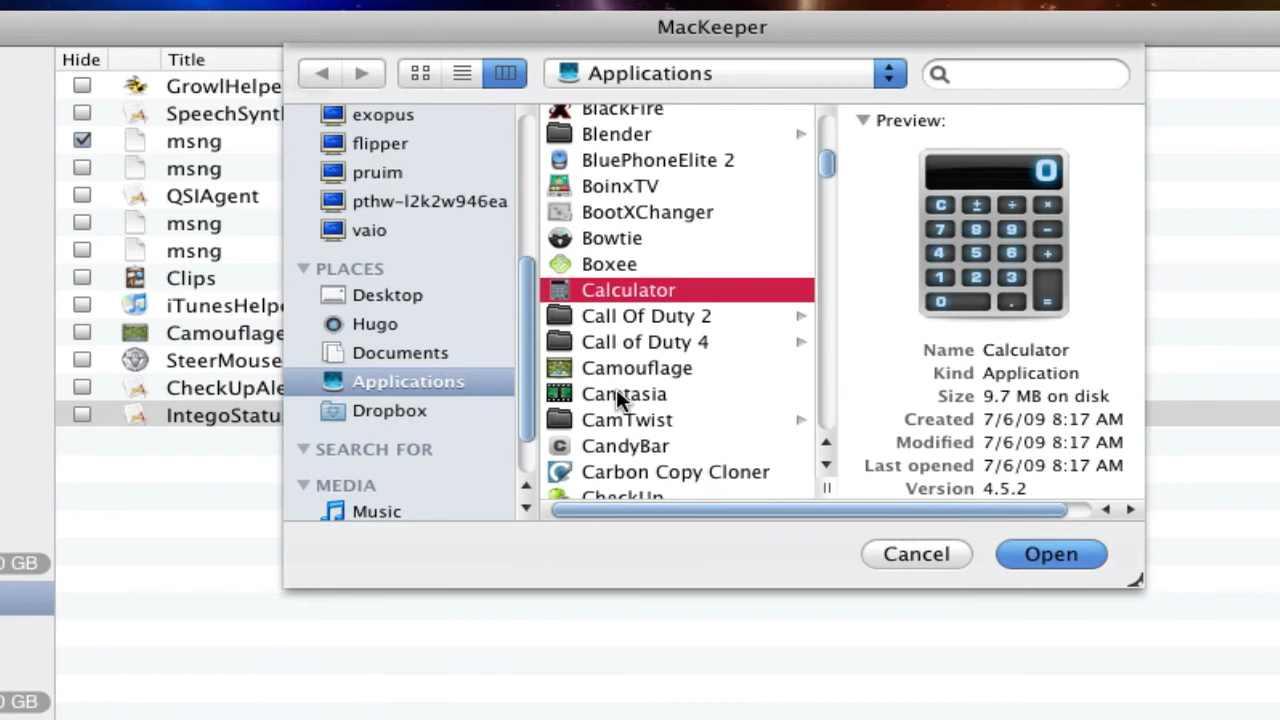 MacKeeper
Hide Title
GrowlHelpe
SpeechSyntl
msng
msng
QSIAgent
msng
msng
Clips
iTunesHelpe
Camouflage
SteerMouse
CheckUpAle
IntegoStatu
0 GB
0 GB
Applications
exopus
flipper
pruim
pthw-l2k2w946ea
vaio
PLACES
Desktop
Hugo
Documents
Applications
Dropbox
SEARCH FOR
MEDIA
Music
BlackFire
Blender
BluePhoneElite 2
BoinxTV
BootXChanger
Bowtie
Boxee
Calculator
Call Of Duty 2
Call of Duty 4
Camouflage
Camtasia
CamTwist
CandyBar
Carbon Copy Cloner
CheckUp
Preview:
0
C ± ÷ ×
7 8 9 −
4 5 6 +
1 2 3
0 . =
Name Calculator
Kind Application
Size 9.7 MB on disk
Created 7/6/09 8:17 AM
Modified 7/6/09 8:17 AM
Last opened 7/6/09 8:17 AM
Version 4.5.2
Cancel Open